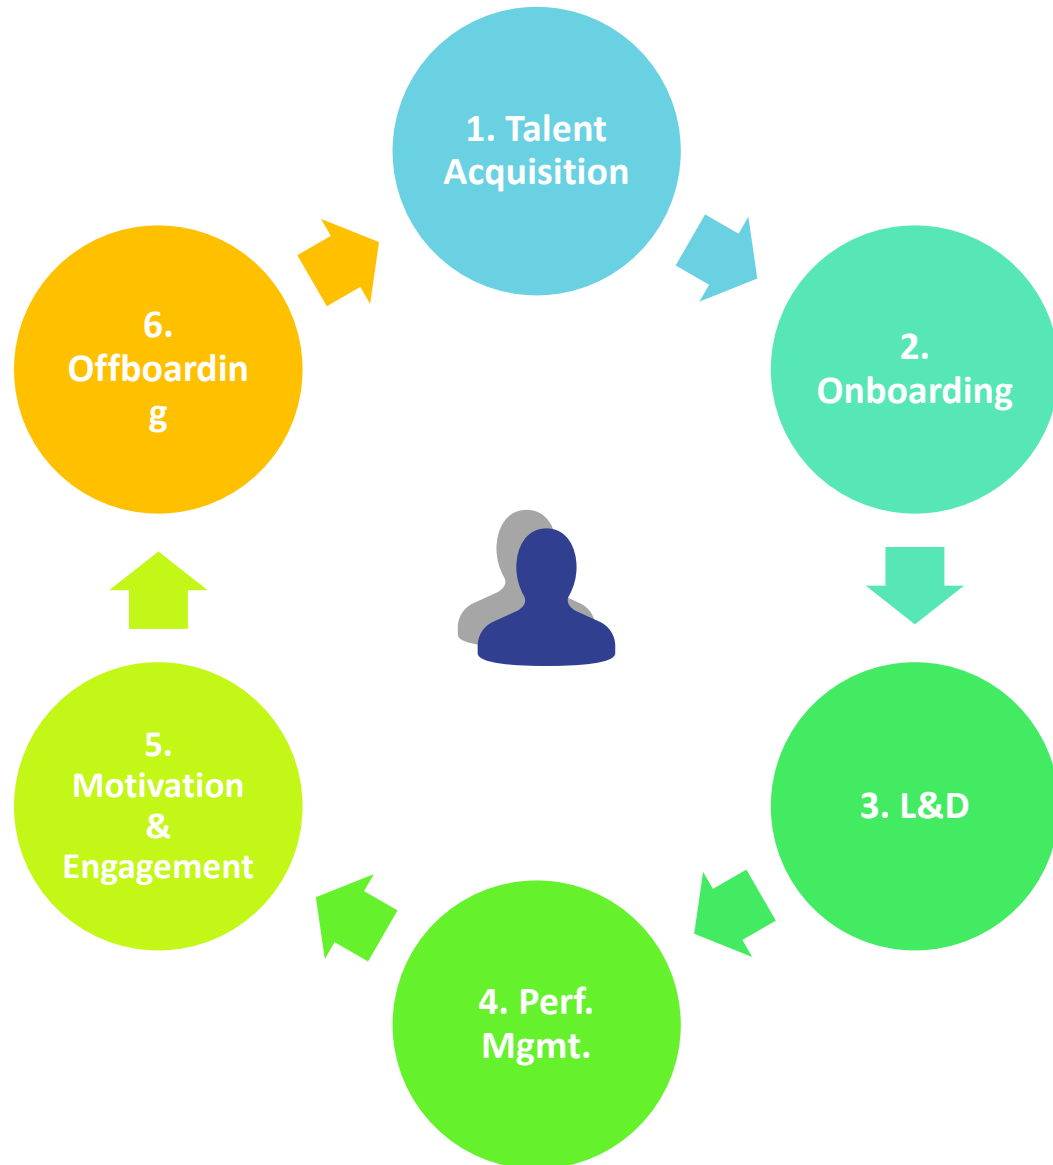 1. Talent
Acquisition
2.
Onboarding
3. L&D
4. Perf.
Mgmt.
5.
Motivation
&
Engagement
6.
Offboardin
g